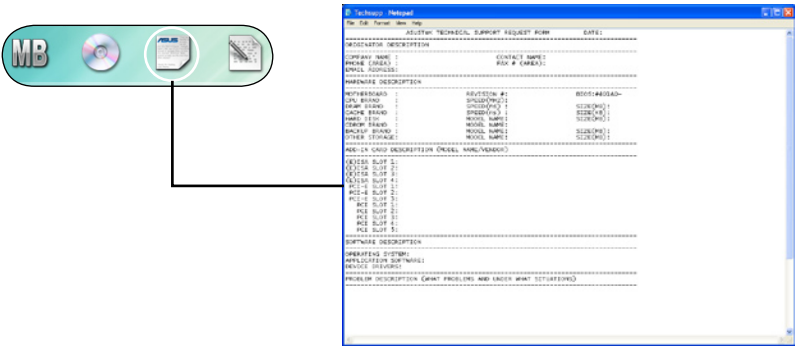 MB
ASUS
Techsupp - Notepad
File Edit Format View Help
ASUSTeK TECHNICAL SUPPORT REQUEST FORM DATE:
ORIGINATOR DESCRIPTION
COMPANY NAME : CONTACT NAME:
PHONE (AREA) : FAX # (AREA):
EMAIL ADDRESS:
HARDWARE DESCRIPTION
MOTHERBOARD : REVISION #: BIOS:#401A0-
CPU BRAND : SPEED(MHZ):
DRAM BRAND : SPEED(nS) : SIZE(MB):
CACHE BRAND : SPEED(nS) : SIZE(KB):
HARD DISK : MODEL NAME: SIZE(MB):
CDROM BRAND : MODEL NAME:
BACKUP BRAND : MODEL NAME: SIZE(MB):
OTHER STORAGE: MODEL NAME: SIZE(MB):
ADD-IN CARD DESCRIPTION (MODEL NAME/VENDOR)
(E)ISA SLOT 1:
(E)ISA SLOT 2:
(E)ISA SLOT 3:
(E)ISA SLOT 4:
PCI-E SLOT 1:
PCI-E SLOT 2:
PCI-E SLOT 3:
PCI SLOT 1:
PCI SLOT 2:
PCI SLOT 3:
PCI SLOT 4:
PCI SLOT 5:
SOFTWARE DESCRIPTION
OPERATING SYSTEM:
APPLICATION SOFTWARE:
DEVICE DRIVERS:
PROBLEM DESCRIPTION (WHAT PROBLEMS AND UNDER WHAT SITUATIONS)